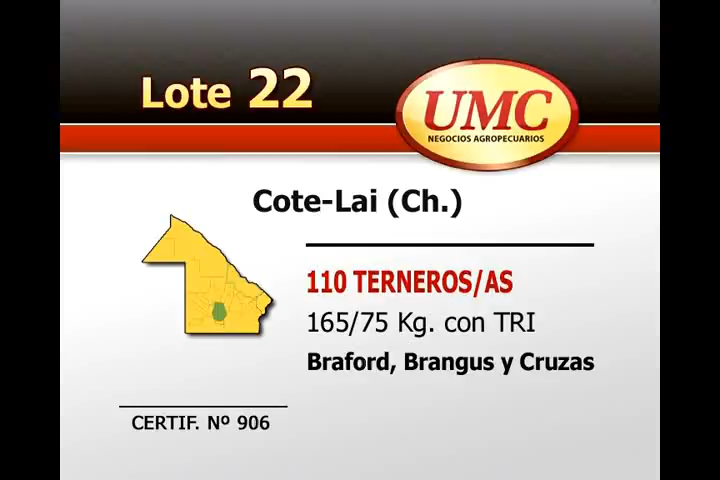 Lote 22
UMC
NEGOCIOS AGROPECUARIOS
Cote-Lai (Ch.)
110 TERNEROS/AS
165/75 Kg. con TRI
Braford, Brangus y Cruzas
CERTIF. Nº 906